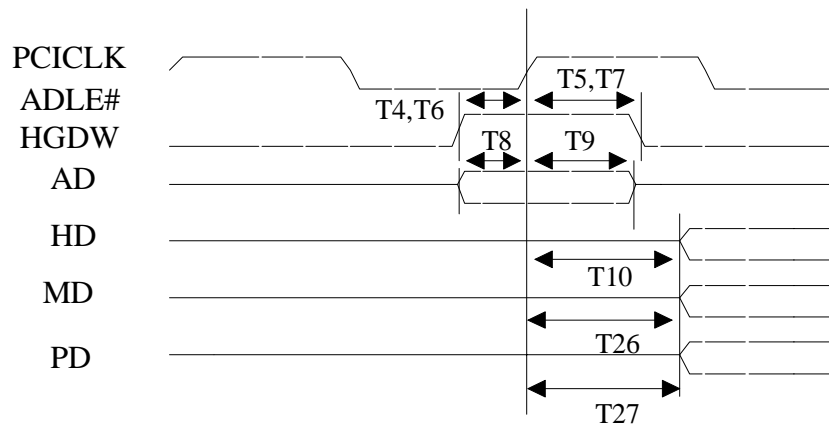 PCICLK
T5,T7
ADLE#
T4,T6
HGDW
T8 T9
AD
HD
T10
MD
T26
PD
T27